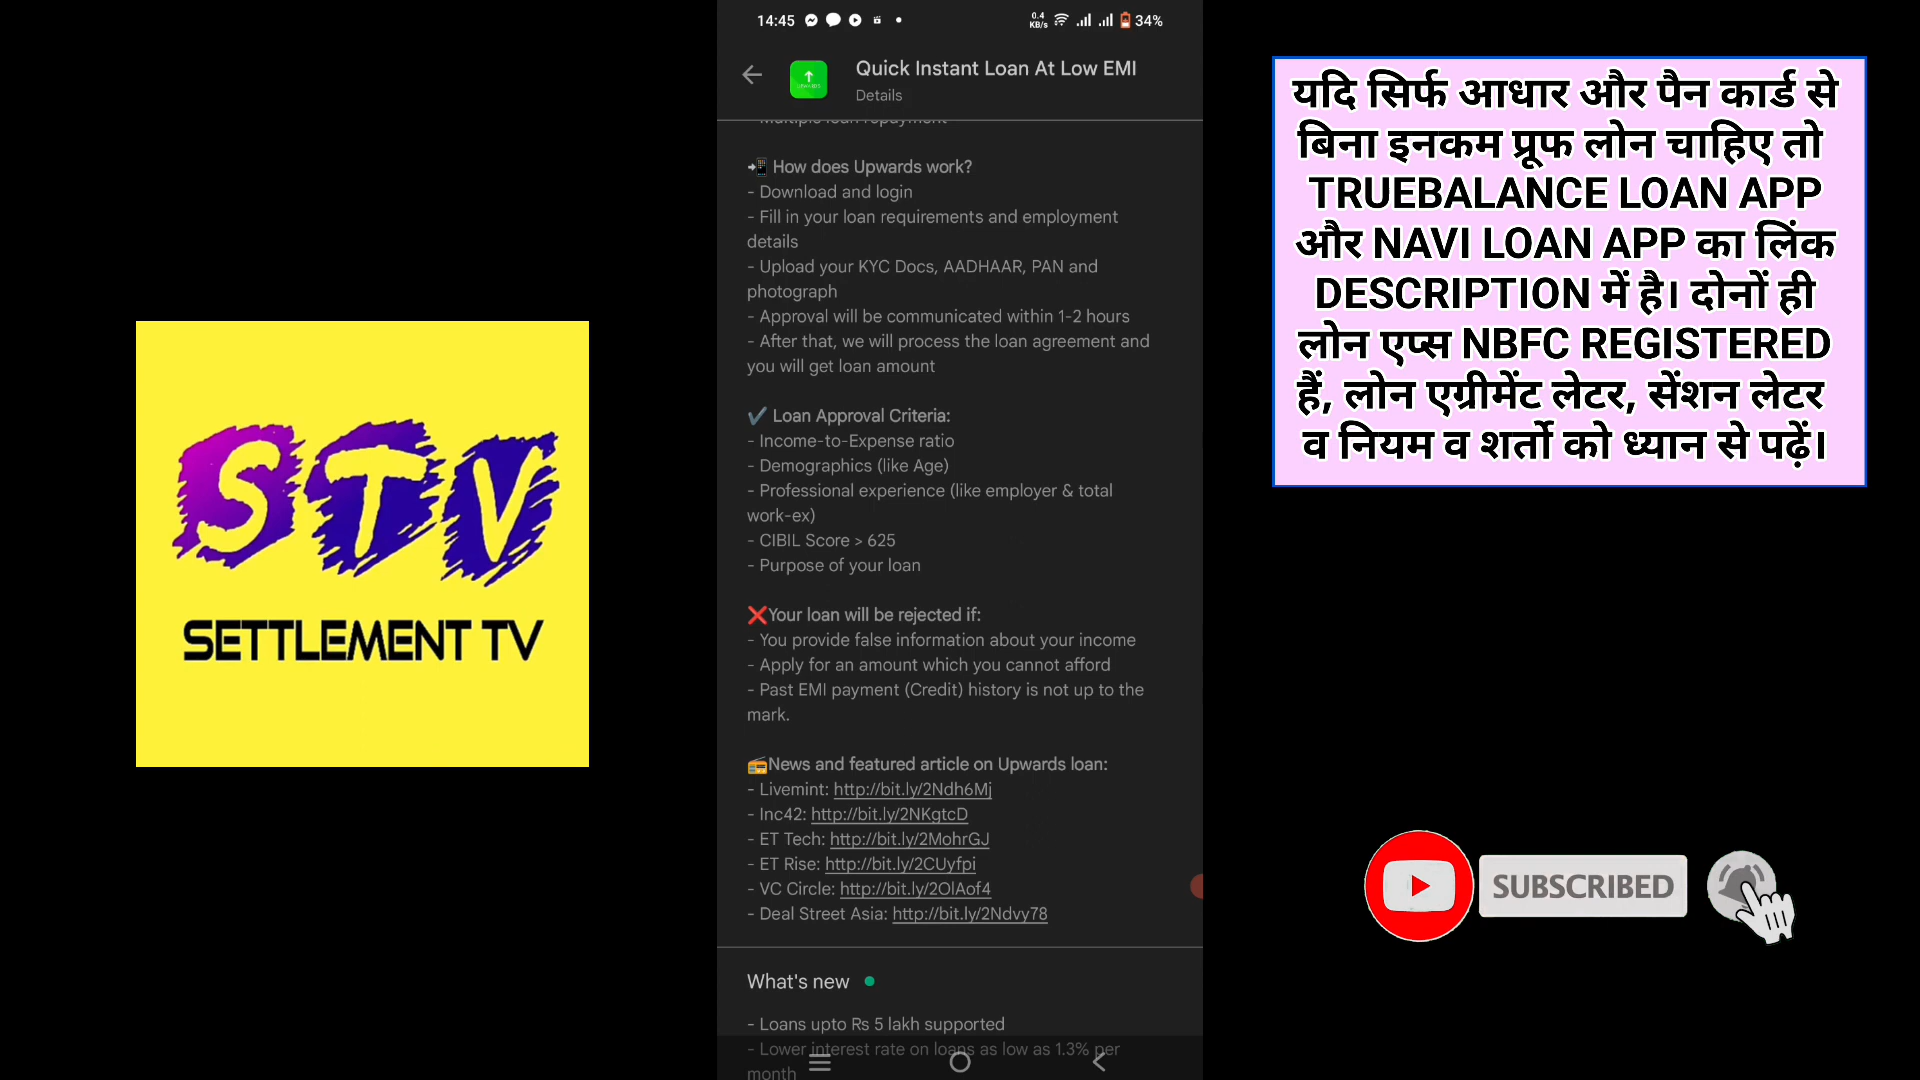 14:45
0.4
KB/s
34%
Quick Instant Loan At Low EMI
Details
- Multiple loan repayment
How does Upwards work?
- Download and login
- Fill in your loan requirements and employment
details
- Upload your KYC Docs, AADHAAR, PAN and
photograph
- Approval will be communicated within 1-2 hours
- After that, we will process the loan agreement and
you will get loan amount
Loan Approval Criteria:
- Income-to-Expense ratio
- Demographics (like Age)
- Professional experience (like employer & total
work-ex)
- CIBIL Score > 625
- Purpose of your loan
Your loan will be rejected if:
- You provide false information about your income
- Apply for an amount which you cannot afford
- Past EMI payment (Credit) history is not up to the
mark.
News and featured article on Upwards loan:
- Livemint: http://bit.ly/2Ndh6Mj
- Inc42: http://bit.ly/2NKgtcD
- ET Tech: http://bit.ly/2MohrGJ
- ET Rise: http://bit.ly/2CUyfpi
- VC Circle: http://bit.ly/2OlAof4
- Deal Street Asia: http://bit.ly/2Ndvy78
What's new
- Loans upto Rs 5 lakh supported
- Lower interest rate on loans as low as 1.3% per
month
STV
SETTLEMENT TV
यदि सिर्फ आधार और पैन कार्ड से
बिना इनकम प्रूफ लोन चाहिए तो
TRUEBALANCE LOAN APP
और NAVI LOAN APP का लिंक
DESCRIPTION में है। दोनों ही
लोन एप्स NBFC REGISTERED
हैं, लोन एग्रीमेंट लेटर, सेंशन लेटर
व नियम व शर्तो को ध्यान से पढ़ें।
SUBSCRIBED